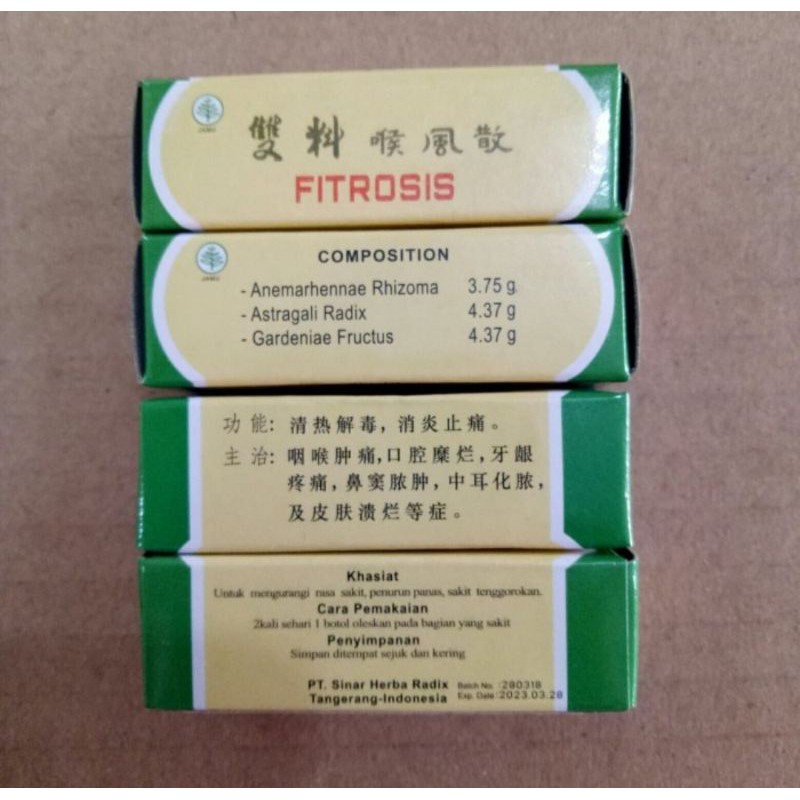 JAMU
雙料喉風散
FITROSIS
JAMU
COMPOSITION
- Anemarhennae Rhizoma 3.75 g
- Astragali Radix 4.37 g
- Gardeniae Fructus 4.37 g
功能: 清热解毒,消炎止痛。
主治: 咽喉肿痛,口腔糜烂,牙龈
疼痛,鼻窦脓肿,中耳化脓,
及皮肤溃烂等症。
Khasiat
Untuk mengurangi rasa sakit, penurun panas, sakit tenggorokan.
Cara Pemakaian
2kali sehari 1 botol oleskan pada bagian yang sakit
Penyimpanan
Simpan ditempat sejuk dan kering
PT. Sinar Herba Radix Batch No. :280318
Tangerang-Indonesia Exp. Date :2023.03.28